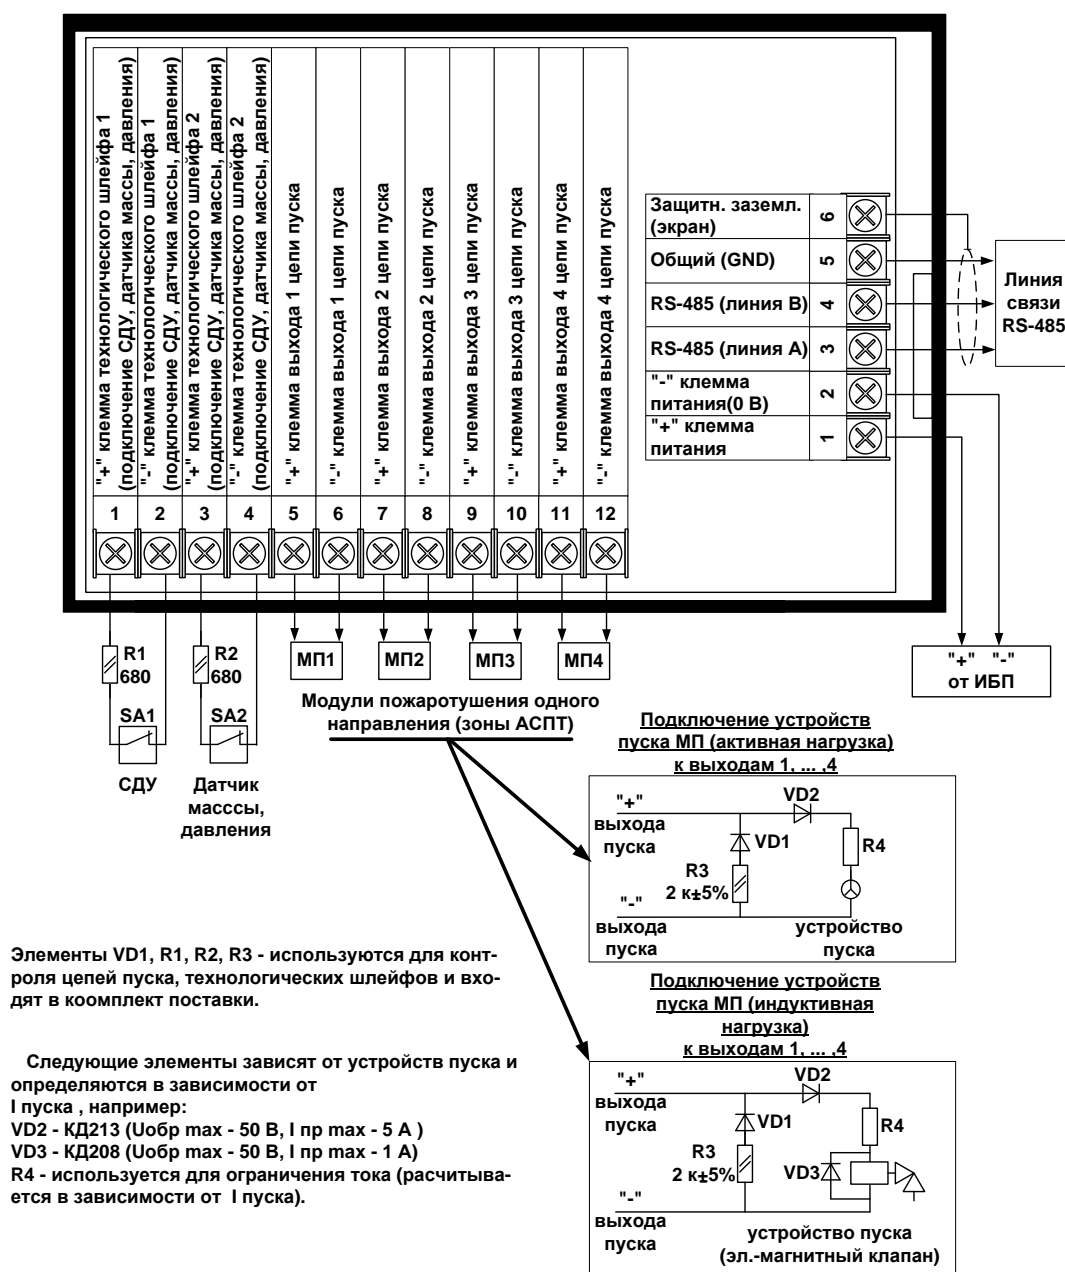 "+" клемма технологического шлейфа 1
(подключение СДУ, датчика массы, давления)
"-" клемма технологического шлейфа 1
(подключение СДУ, датчика массы, давления)
"+" клемма технологического шлейфа 2
(подключение СДУ, датчика массы, давления)
"-" клемма технологического шлейфа 2
(подключение СДУ, датчика массы, давления)
"+" клемма выхода 1 цепи пуска
"-" клемма выхода 1 цепи пуска
"+" клемма выхода 2 цепи пуска
"-" клемма выхода 2 цепи пуска
"+" клемма выхода 3 цепи пуска
"-" клемма выхода 3 цепи пуска
"+" клемма выхода 4 цепи пуска
"-" клемма выхода 4 цепи пуска
1 2 3 4 5 6 7 8 9 10 11 12
Защитн. заземл.
(экран)
6
Общий (GND)
5
RS-485 (линия В)
4
RS-485 (линия А)
3
"-" клемма
питания(0 В)
2
"+" клемма
питания
1
Линия
связи
RS-485
"+" "-"
от ИБП
R1
680
SA1
СДУ
R2
680
SA2
Датчик
масссы,
давления
МП1 МП2 МП3 МП4
Модули пожаротушения одного
направления (зоны АСПТ)
Подключение устройств
пуска МП (активная нагрузка)
к выходам 1, ... ,4
"+"
выхода
пуска
VD2
VD1
R4
R3
2 к±5%
"-"
выхода
пуска
устройство
пуска
Элементы VD1, R1, R2, R3 - используются для конт-
роля цепей пуска, технологических шлейфов и вхо-
дят в коомплект поставки.
Следующие элементы зависят от устройств пуска и
определяются в зависимости от
I пуска , например:
VD2 - КД213 (Uобр max - 50 В, I пр max - 5 А )
VD3 - КД208 (Uобр max - 50 В, I пр max - 1 А)
R4 - используется для ограничения тока (расчитыва-
ется в зависимости от I пуска).
Подключение устройств
пуска МП (индуктивная
нагрузка)
к выходам 1, ... ,4
"+"
выхода
пуска
VD2
VD1
R4
R3
2 к±5%
VD3
"-"
выхода
пуска
устройство пуска
(эл.-магнитный клапан)